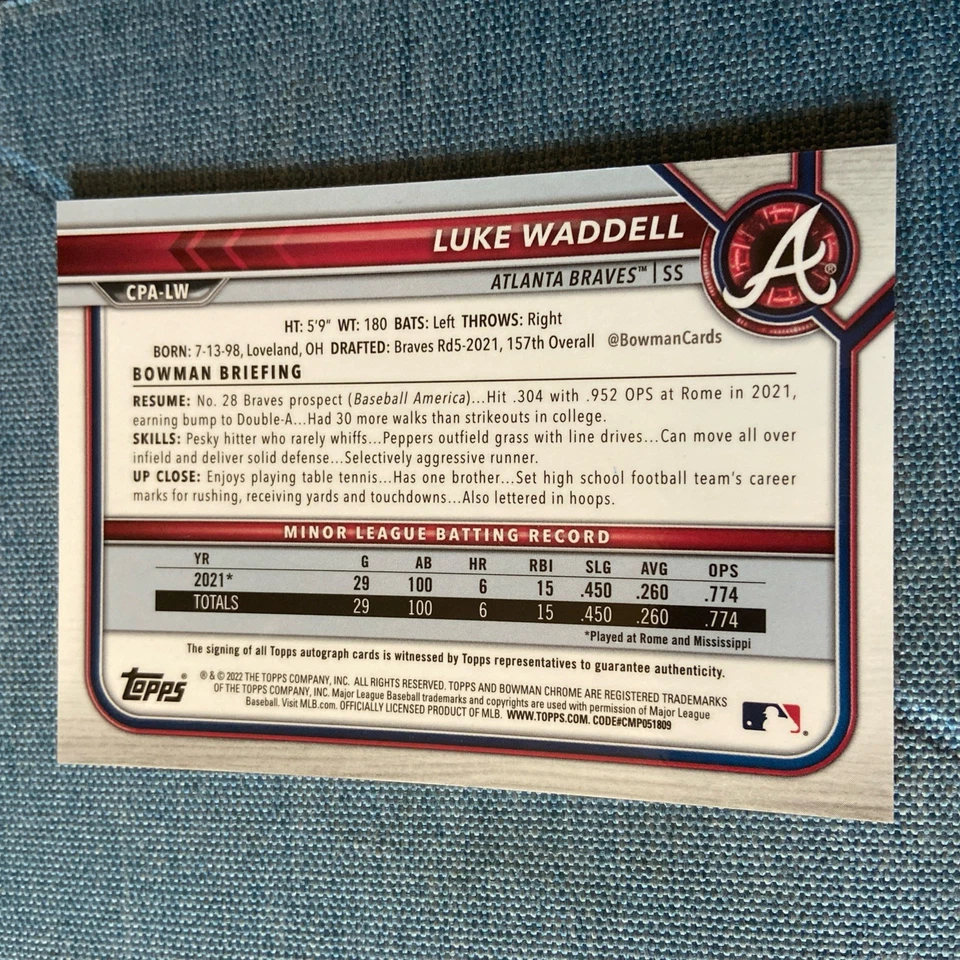 LUKE WADDELL
ATLANTA BRAVES™ | SS
A®
CPA-LW
HT: 5'9" WT: 180 BATS: Left THROWS: Right
BORN: 7-13-98, Loveland, OH DRAFTED: Braves Rd5-2021, 157th Overall @BowmanCards
BOWMAN BRIEFING
RESUME: No. 28 Braves prospect (Baseball America)...Hit .304 with .952 OPS at Rome in 2021,
earning bump to Double-A...Had 30 more walks than strikeouts in college.
SKILLS: Pesky hitter who rarely whiffs...Peppers outfield grass with line drives...Can move all over
infield and deliver solid defense...Selectively aggressive runner.
UP CLOSE: Enjoys playing table tennis...Has one brother...Set high school football team's career
marks for rushing, receiving yards and touchdowns...Also lettered in hoops.
MINOR LEAGUE BATTING RECORD
YR G AB HR RBI SLG AVG OPS
2021* 29 100 6 15 .450 .260 .774
TOTALS 29 100 6 15 .450 .260 .774
*Played at Rome and Mississippi
The signing of all Topps autograph cards is witnessed by Topps representatives to guarantee authenticity.
Topps®
® & © 2022 THE TOPPS COMPANY, INC. ALL RIGHTS RESERVED. TOPPS AND BOWMAN CHROME ARE REGISTERED TRADEMARKS
OF THE TOPPS COMPANY, INC. Major League Baseball trademarks and copyrights are used with permission of Major League
Baseball. Visit MLB.com. OFFICIALLY LICENSED PRODUCT OF MLB. WWW.TOPPS.COM. CODE#CMP051809
®